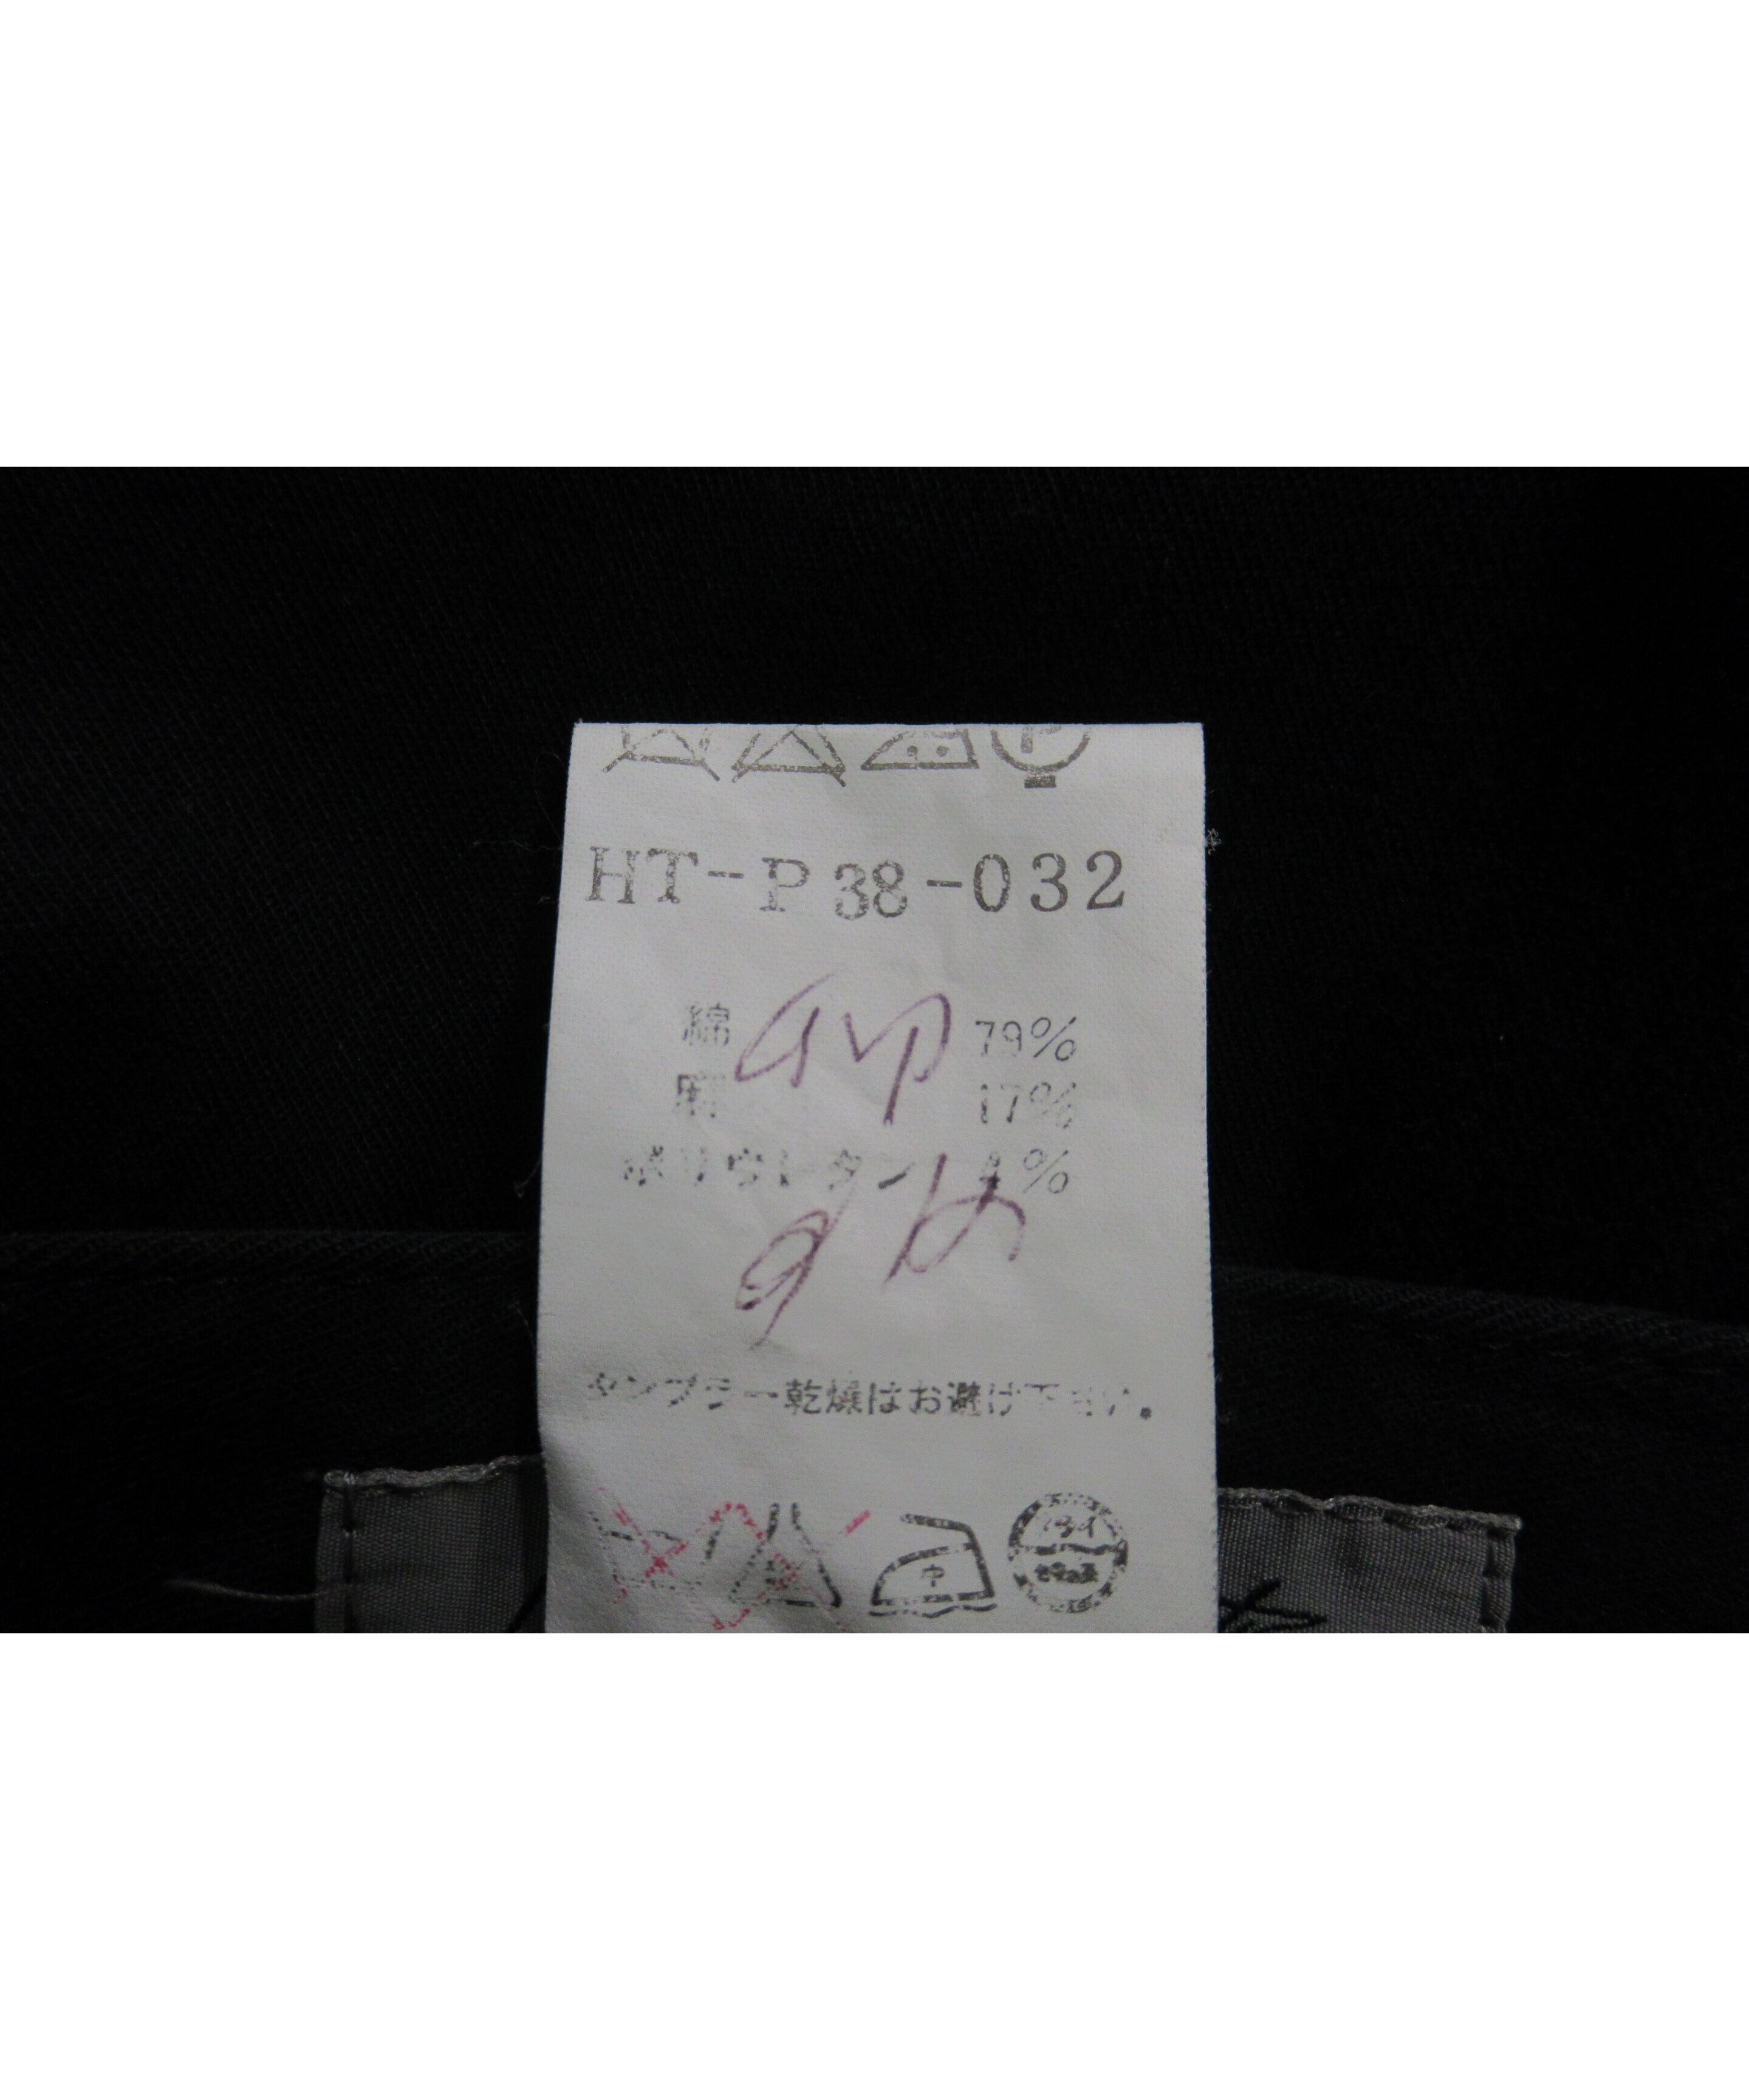 P
HT-P38-032
綿 79%
麻 17%
ポリウレタン 4%
タンブラー乾燥はお避け下さい。
中